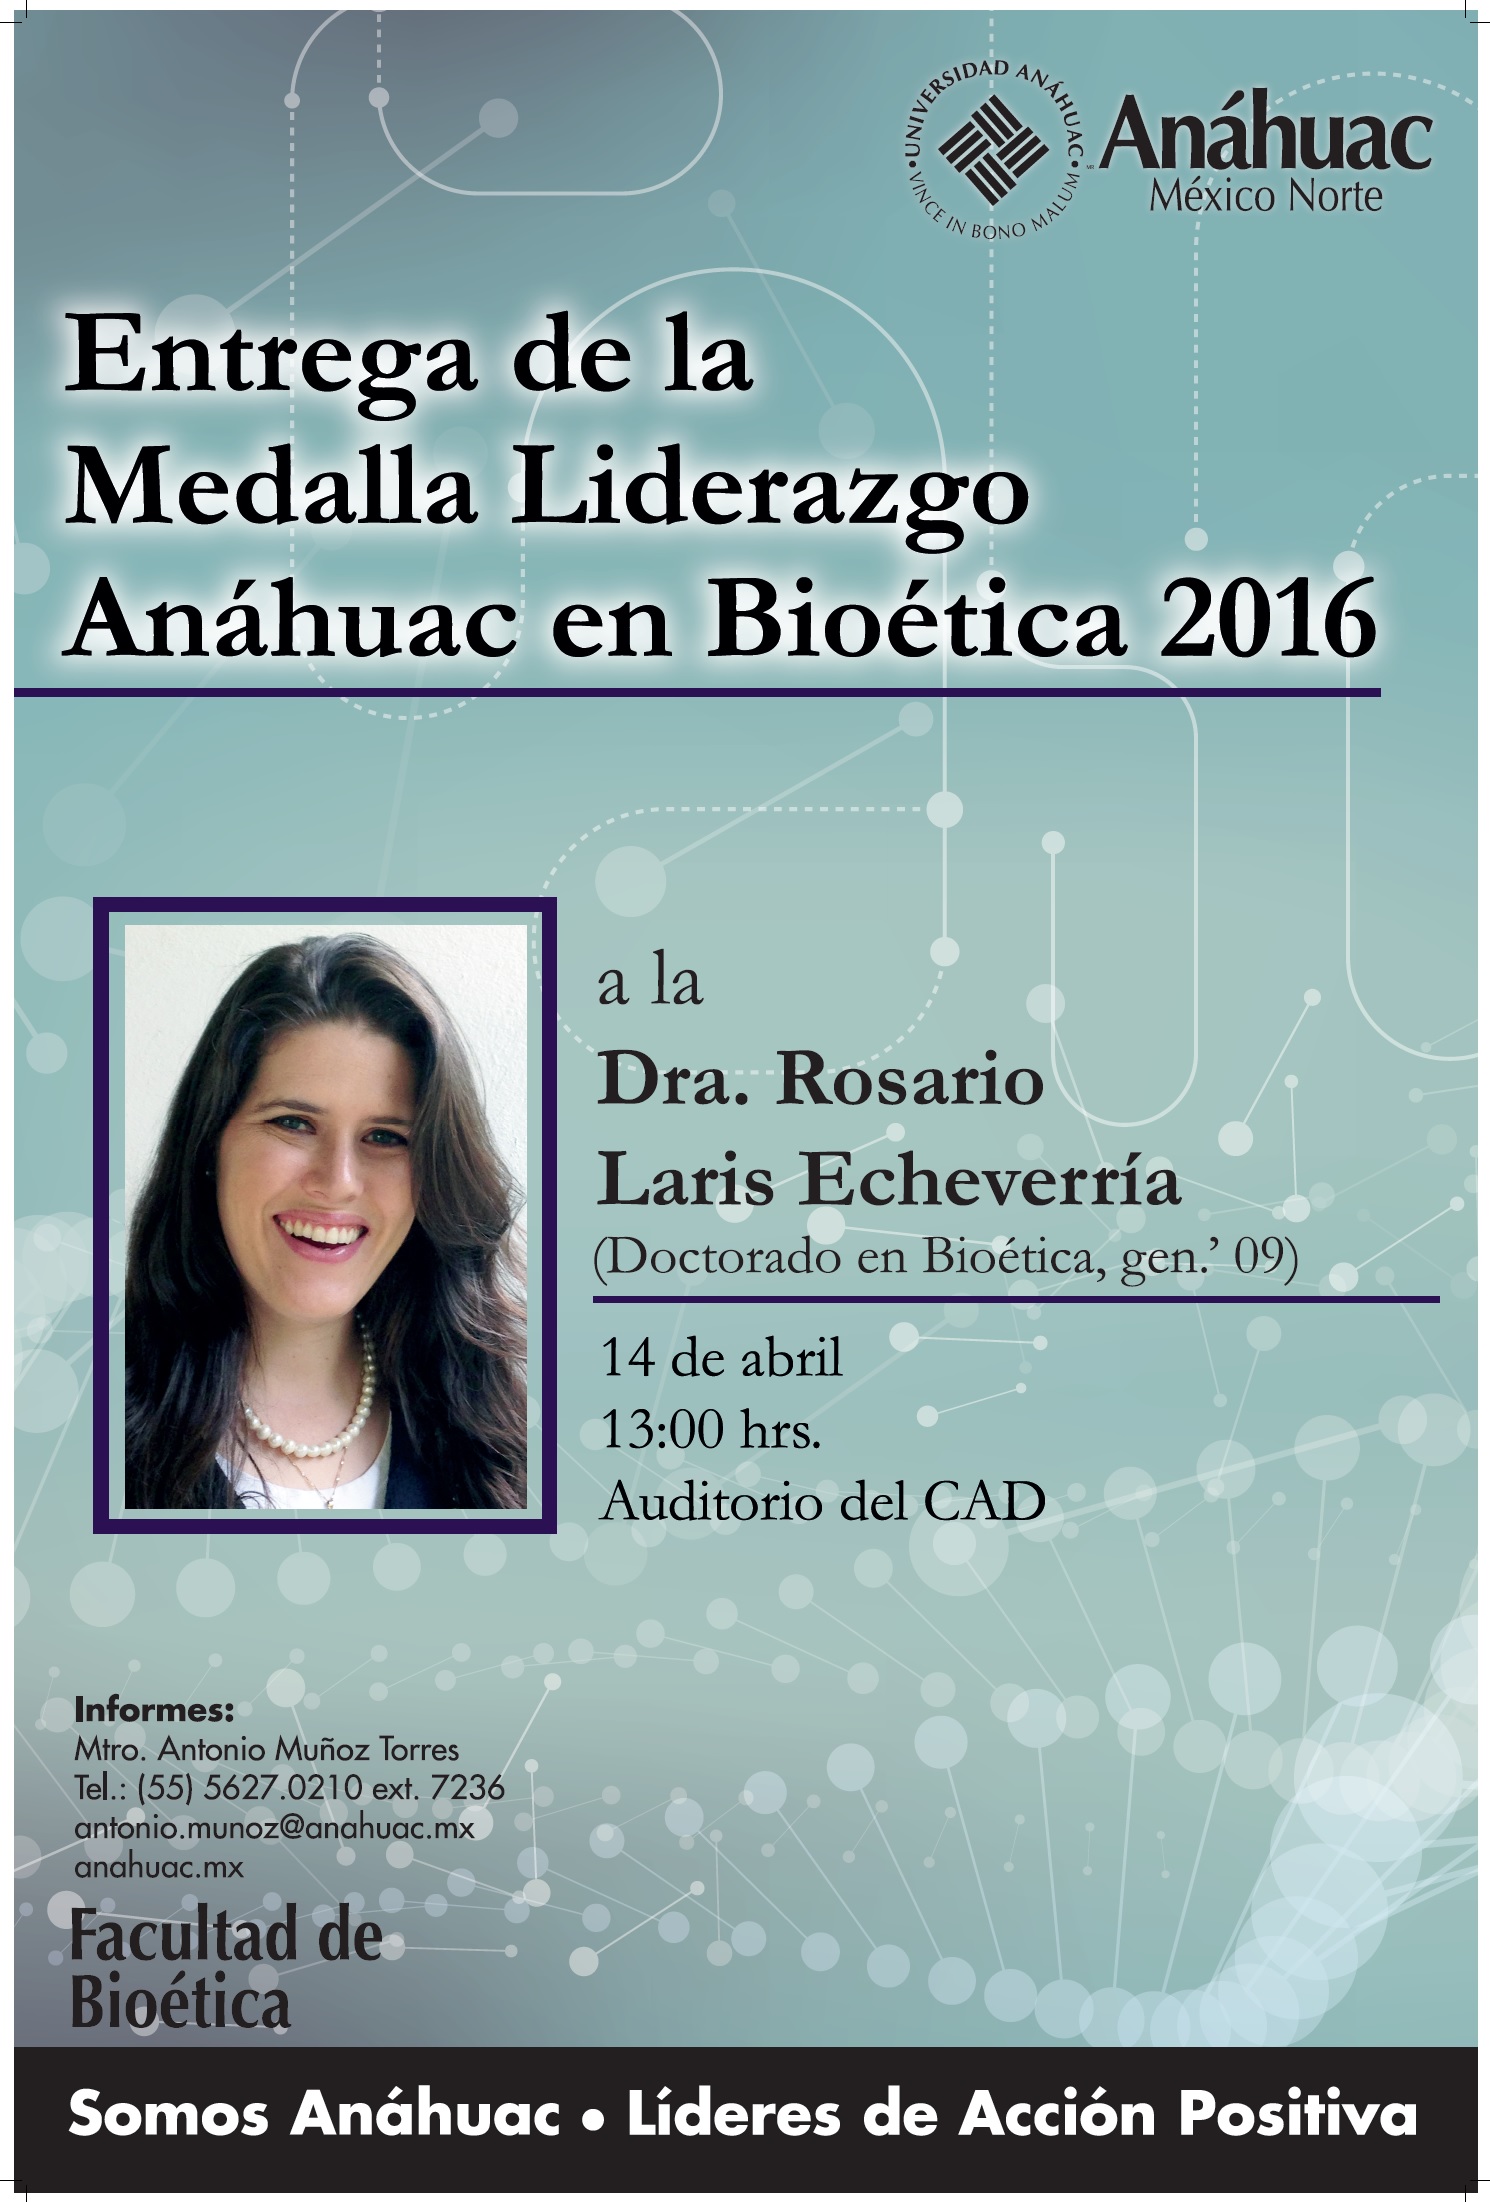 UNIVERSIDAD ANÁHUAC
VINCE IN BONO MALUM
MR
Anáhuac
México Norte
Entrega de la
Medalla Liderazgo
Anáhuac en Bioética 2016
a la
Dra. Rosario
Laris Echeverría
(Doctorado en Bioética, gen.’ 09)
14 de abril
13:00 hrs.
Auditorio del CAD
Informes:
Mtro. Antonio Muñoz Torres
Tel.: (55) 5627.0210 ext. 7236
antonio.munoz@anahuac.mx
anahuac.mx
Facultad de
Bioética
Somos Anáhuac • Líderes de Acción Positiva